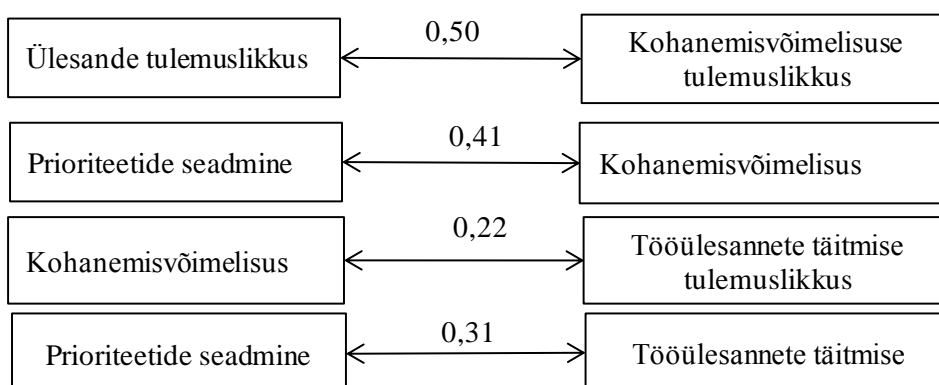 0,50
Ülesande tulemuslikkus
Kohanemisvõimelisuse
tulemuslikkus
0,41
Prioriteetide seadmine
Kohanemisvõimelisus
0,22
Kohanemisvõimelisus
Tööülesannete täitmise
tulemuslikkus
0,31
Prioriteetide seadmine
Tööülesannete täitmise